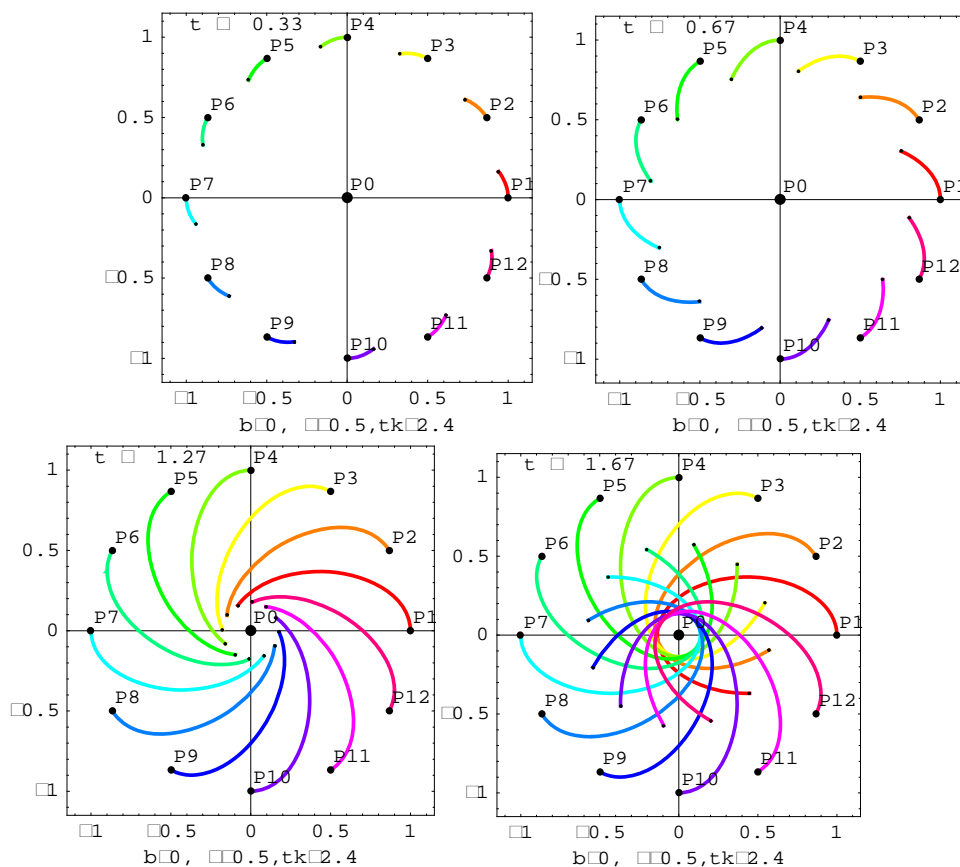 t □ 0.33
P4
P5
P3
P6
P2
P7
P0
P1
P8
P12
P9
P11
P10
1
0.5
0
□0.5
□1
□1 □0.5 0 0.5 1
b□0, □□0.5,tk□2.4
t □ 0.67
P4
P5
P3
P6
P2
P7
P0
P1
P8
P12
P9
P11
P10
1
0.5
0
□0.5
□1
□1 □0.5 0 0.5 1
b□0, □□0.5,tk□2.4
t □ 1.27
P4
P5
P3
P6
P2
P7
P0
P1
P8
P12
P9
P11
P10
1
0.5
0
□0.5
□1
□1 □0.5 0 0.5 1
b□0, □□0.5,tk□2.4
t □ 1.67
P4
P5
P3
P6
P2
P7
P0
P1
P8
P12
P9
P11
P10
1
0.5
0
□0.5
□1
□1 □0.5 0 0.5 1
b□0, □□0.5,tk□2.4